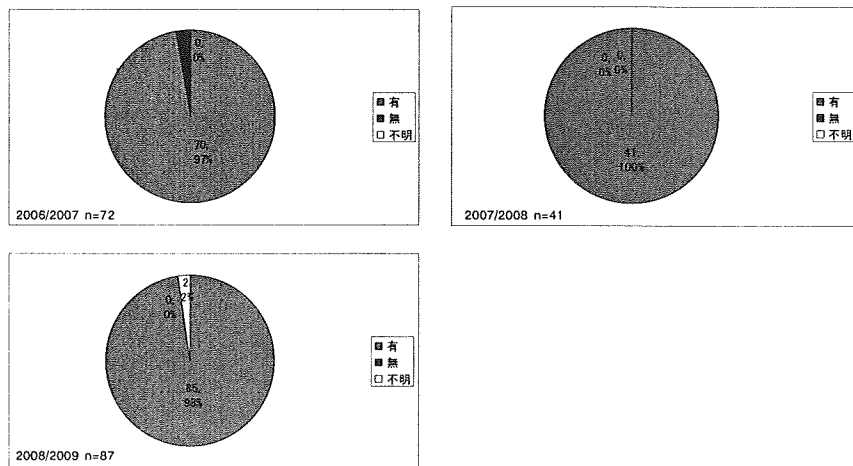 0,
0%
70,
97%
有
無
不明
2006/2007 n=72
0,
0%
0,
0%
41,
100%
有
無
不明
2007/2008 n=41
2
2%
0,
0%
85,
98%
有
無
不明
2008/2009 n=87